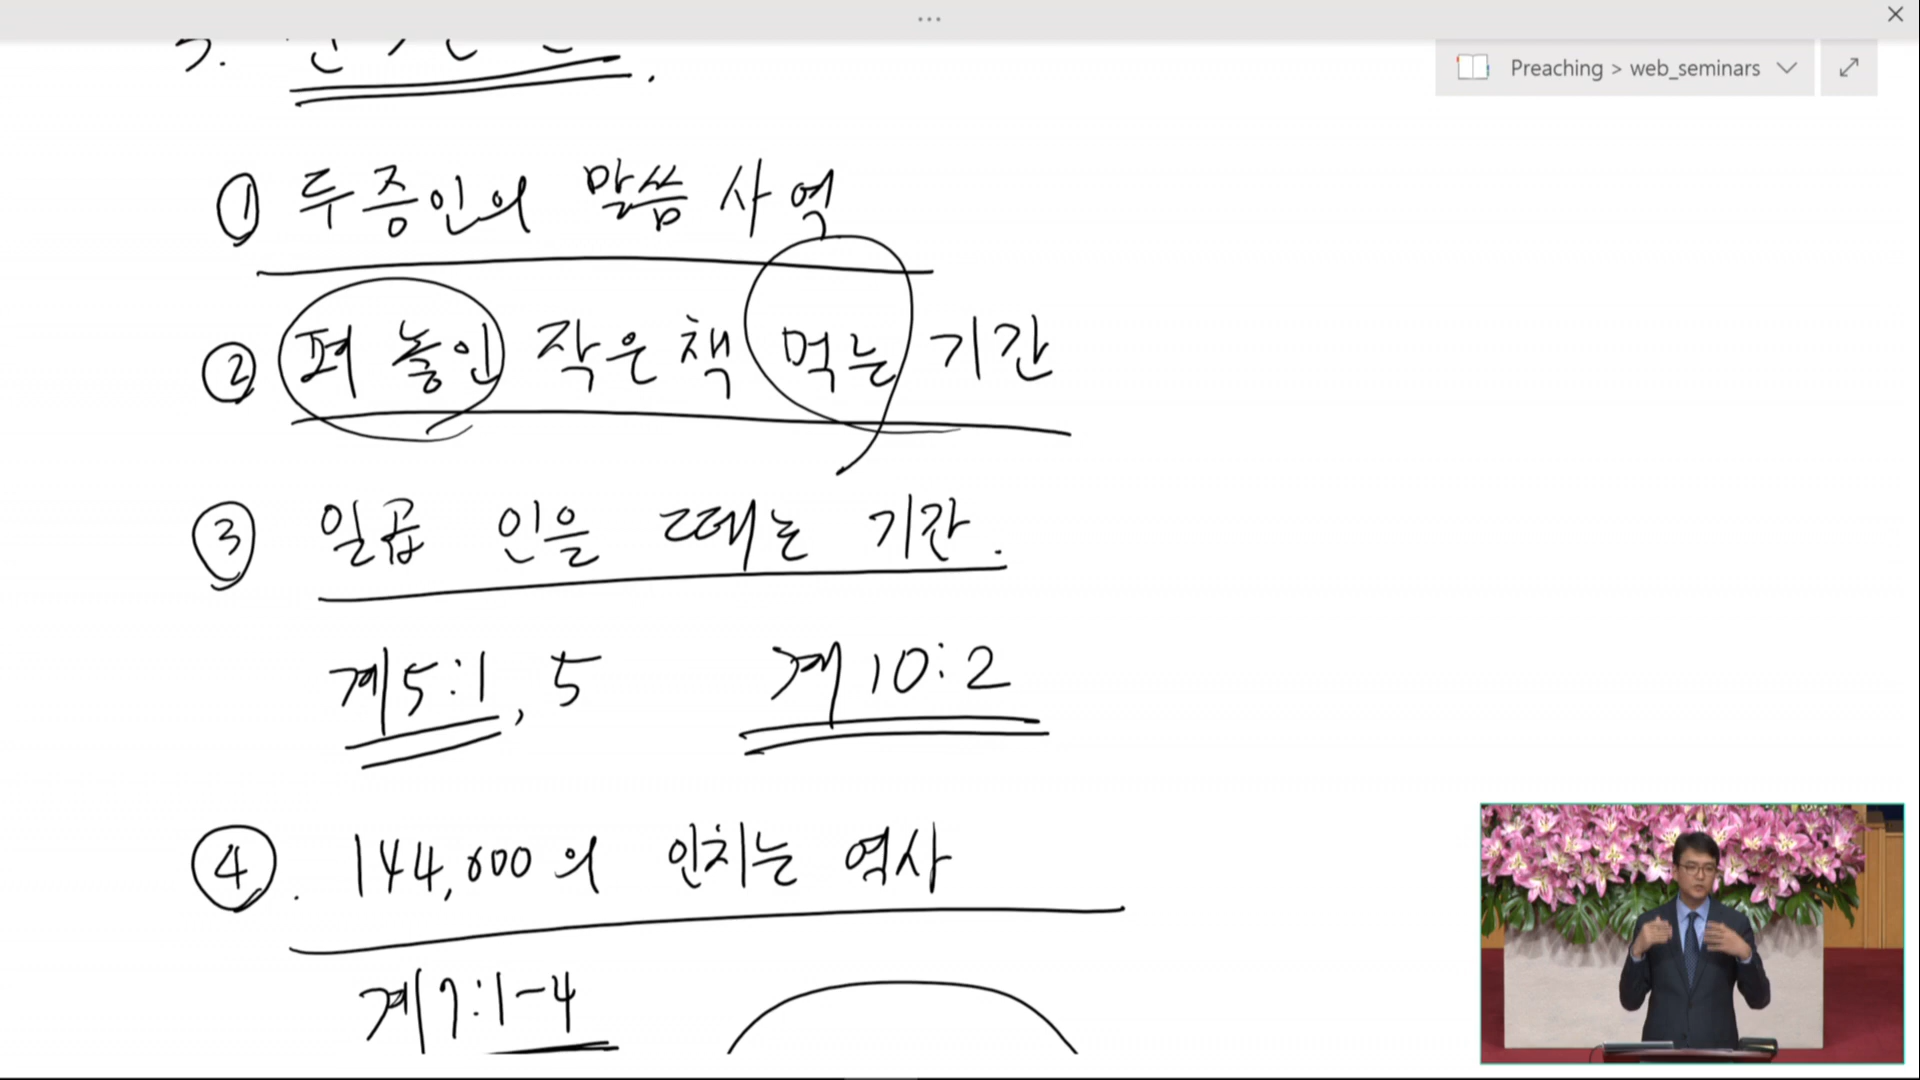 ...
Preaching > web_seminars
3.
① 두증인의 말씀 사역
② 펴 놓인 작은 책 먹는 기간
③ 일곱 인을 떼는 기간.
계5:1, 5 계10:2
④. 144,000의 인치는 역사
계7:1-4